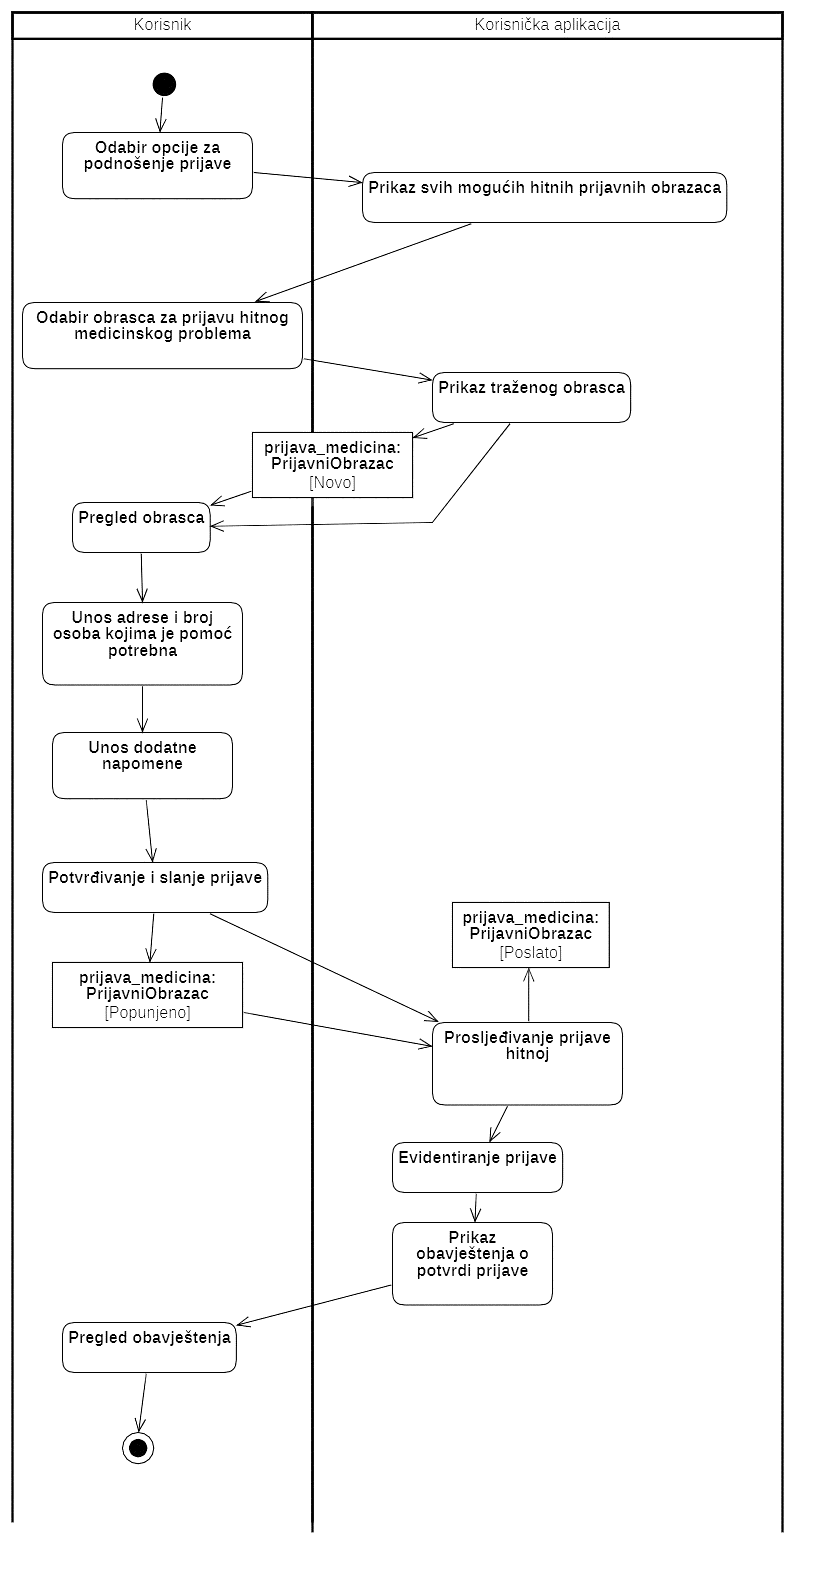 Korisnik
Korisnička aplikacija
Odabir opcije za
podnošenje prijave
Prikaz svih mogućih hitnih prijavnih obrazaca
Odabir obrasca za prijavu hitnog
medicinskog problema
Prikaz traženog obrasca
prijava_medicina:
PrijavniObrazac
[Novo]
Pregled obrasca
Unos adrese i broj
osoba kojima je pomoć
potrebna
Unos dodatne
napomene
Potvrđivanje i slanje prijave
prijava_medicina:
PrijavniObrazac
[Poslato]
prijava_medicina:
PrijavniObrazac
[Popunjeno]
Prosljeđivanje prijave
hitnoj
Evidentiranje prijave
Prikaz
obavještenja o
potvrdi prijave
Pregled obavještenja